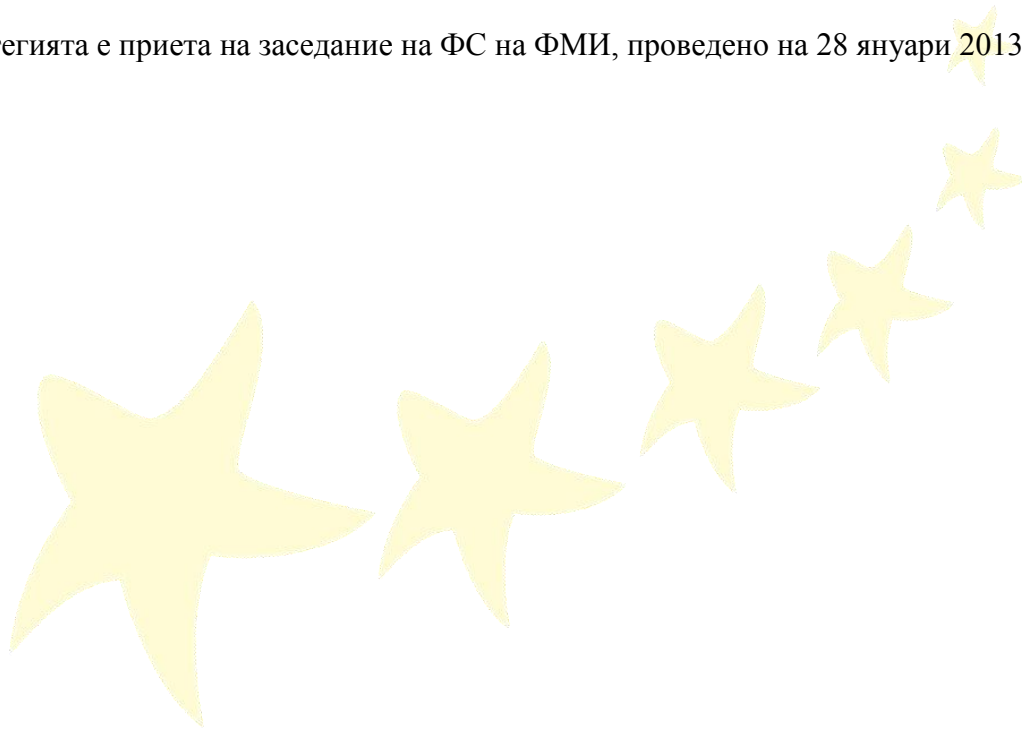 егията е приета на заседание на ФС на ФМИ, проведено на 28 януари 2013